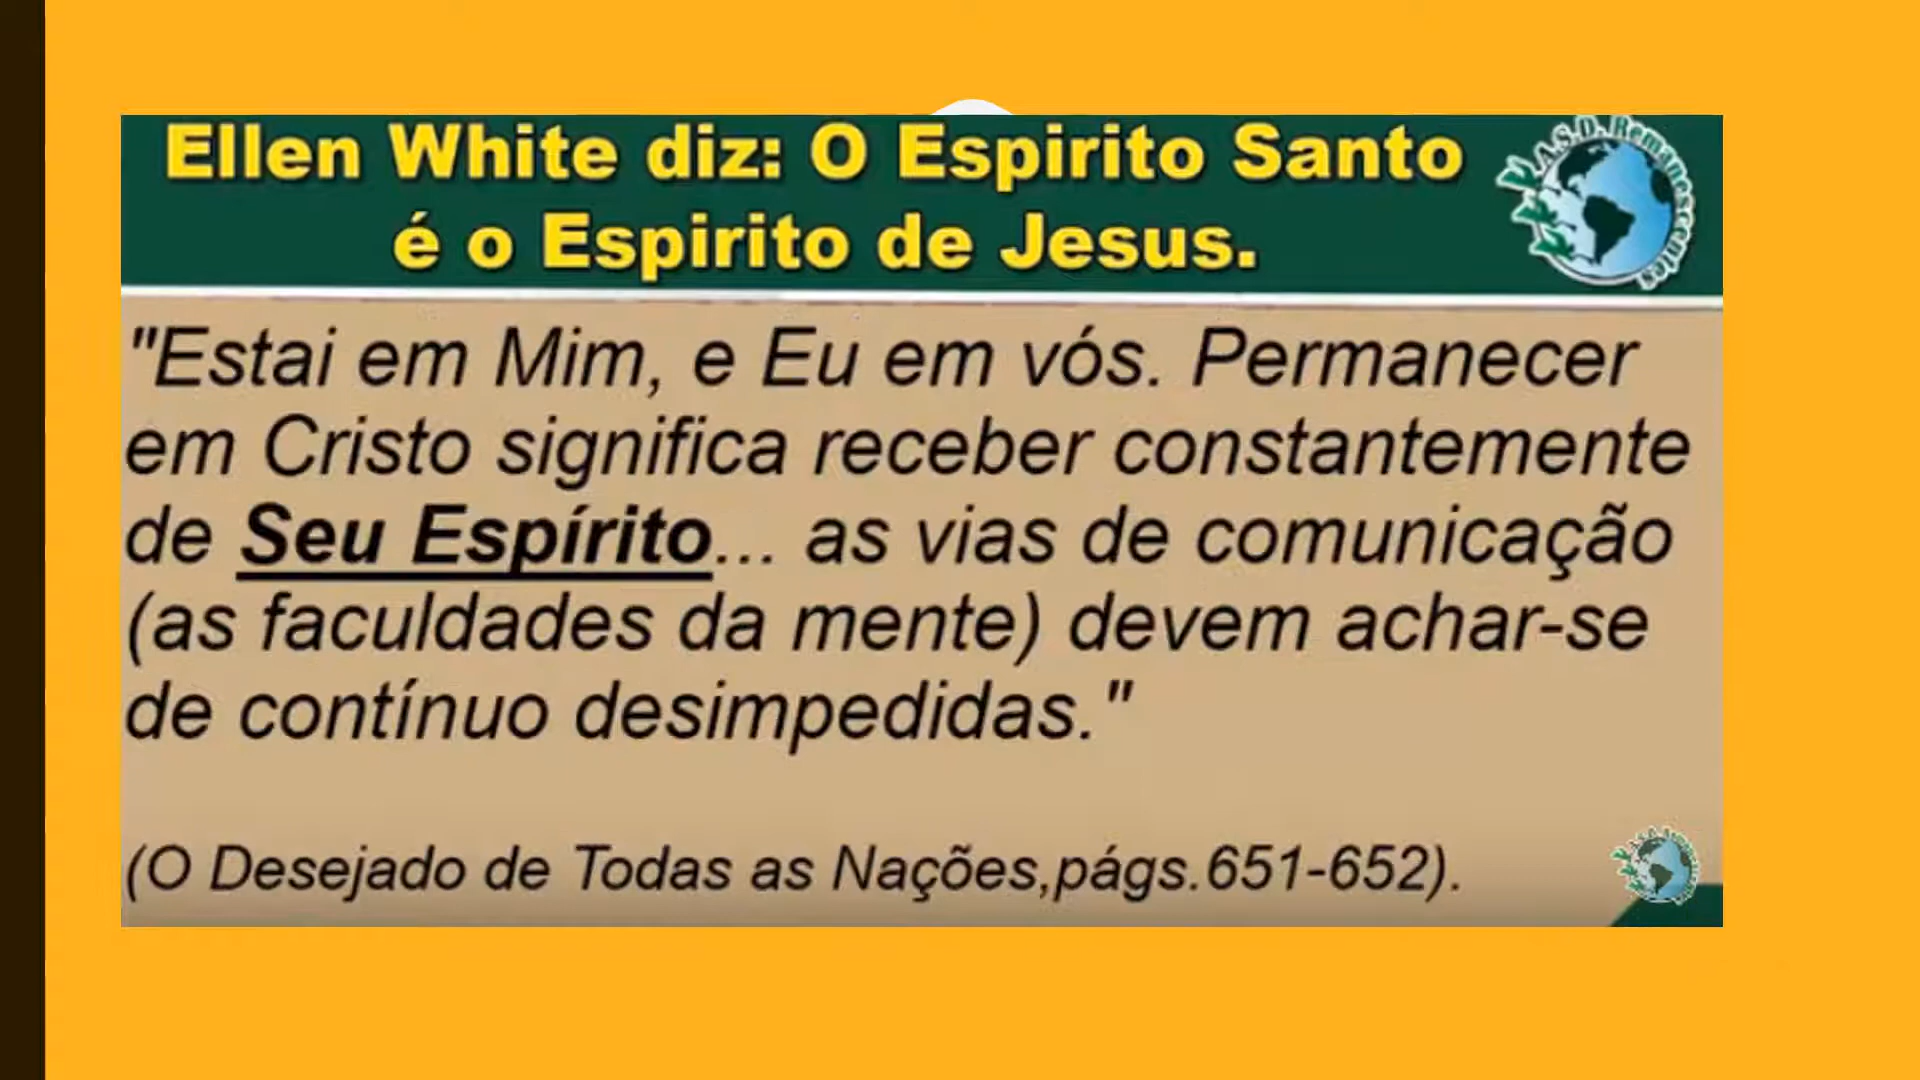 Ellen White diz: O Espirito Santo
é o Espirito de Jesus.
I.A.S.D. Remanescentes
"Estai em Mim, e Eu em vós. Permanecer
em Cristo significa receber constantemente
de Seu Espírito... as vias de comunicação
(as faculdades da mente) devem achar-se
de contínuo desimpedidas."
(O Desejado de Todas as Nações,págs.651-652).